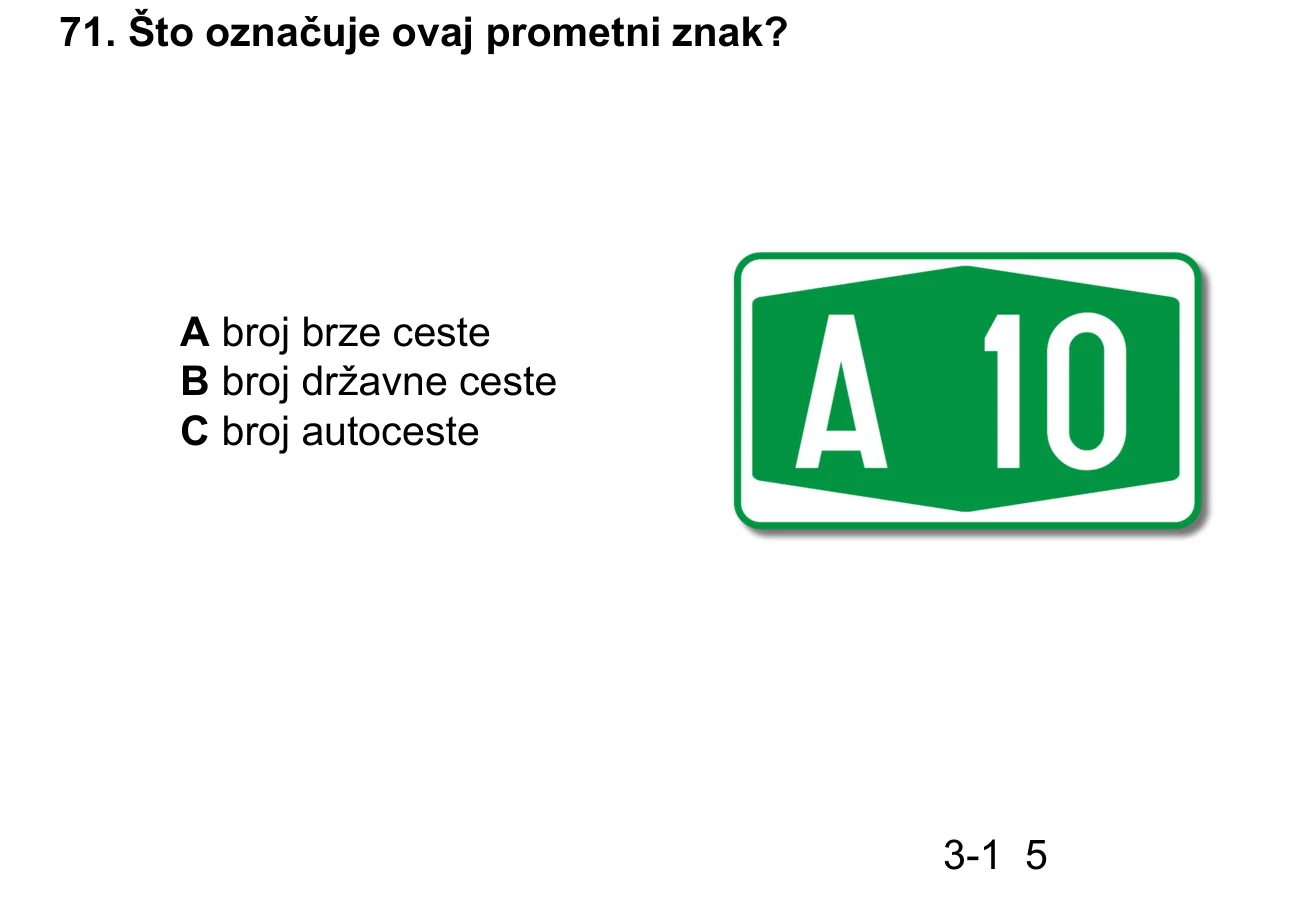 71. Što označuje ovaj prometni znak?
A broj brze ceste
B broj državne ceste
C broj autoceste
A 10
3-1 5